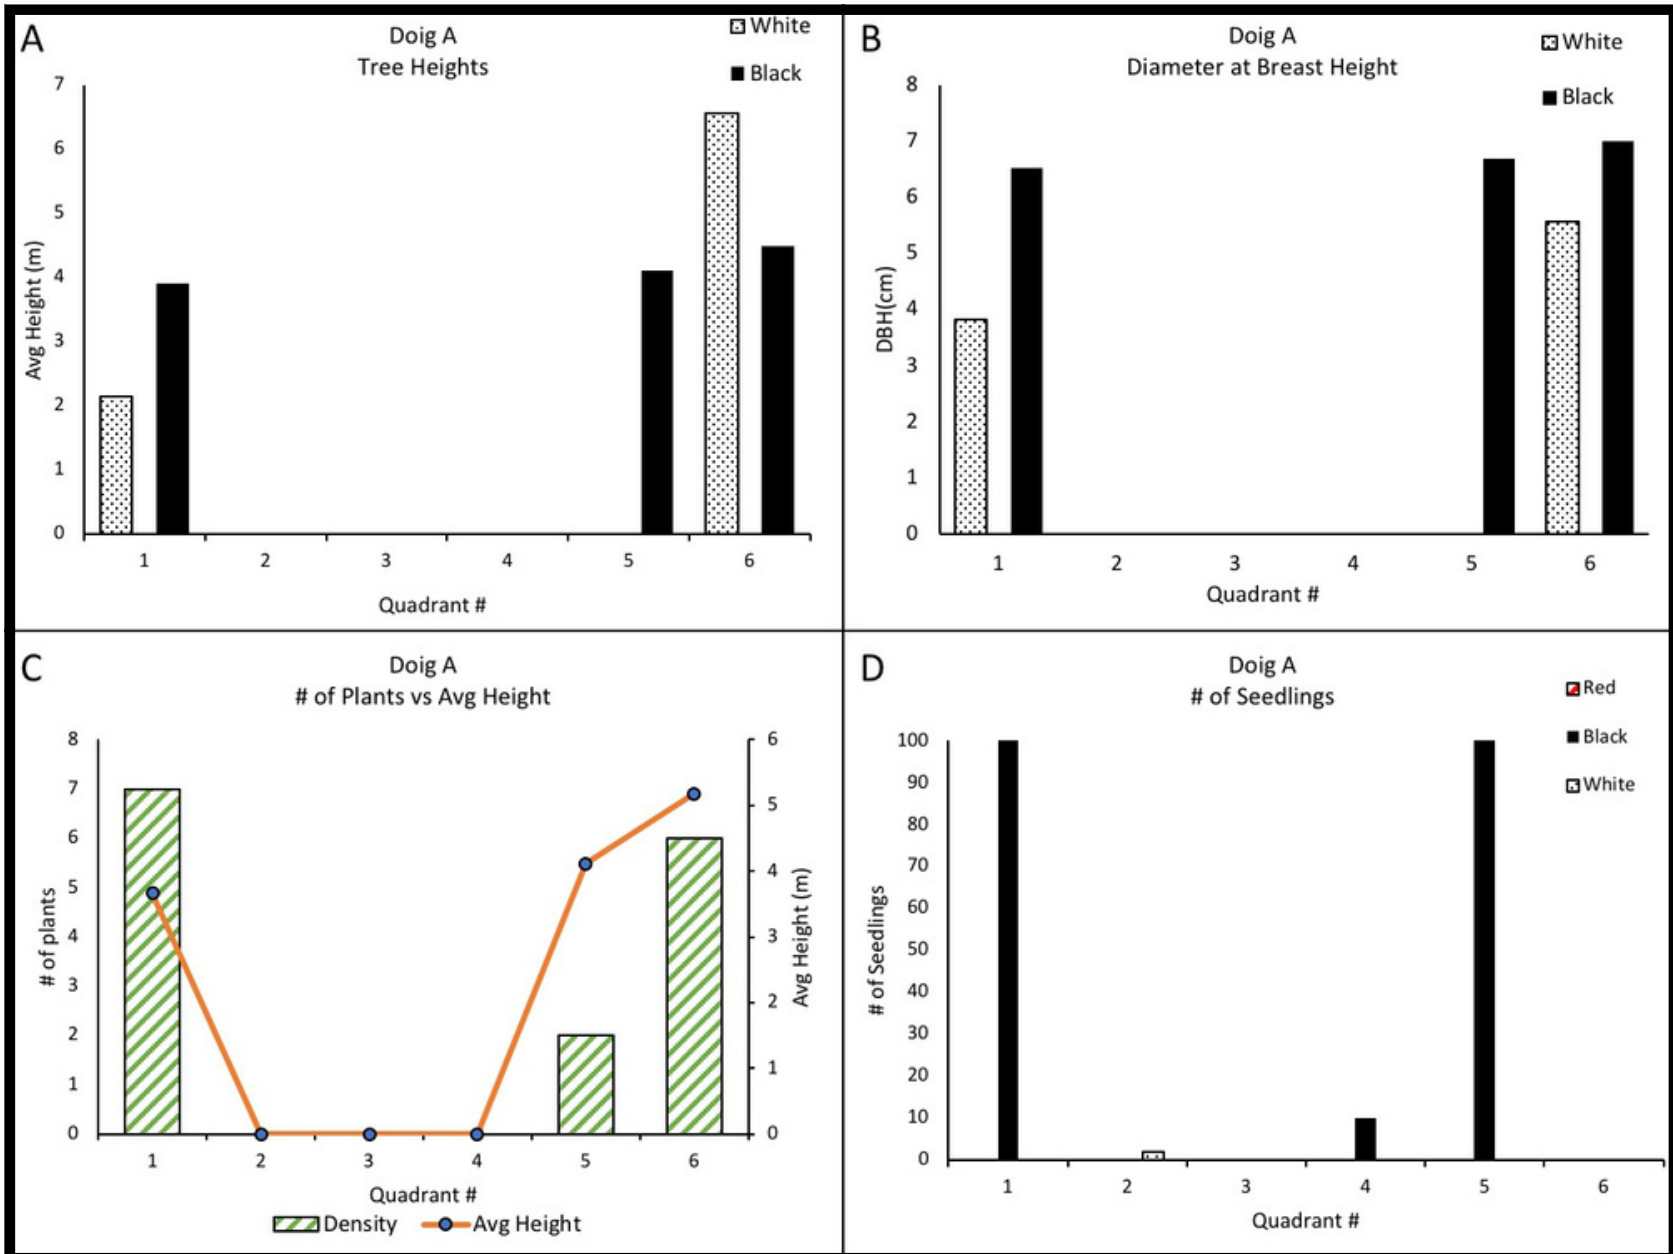 A
Doig A
Tree Heights
White
Black
7
6
5
4
3
2
1
0
Avg Height (m)
1 2 3 4 5 6
Quadrant #
B
Doig A
Diameter at Breast Height
White
Black
8
7
6
5
4
3
2
1
0
DBH(cm)
1 2 3 4 5 6
Quadrant #
C
Doig A
# of Plants vs Avg Height
8
7
6
5
4
3
2
1
0
# of plants
6
5
4
3
2
1
0
Avg Height (m)
1 2 3 4 5 6
Quadrant #
Density Avg Height
D
Doig A
# of Seedlings
Red
Black
White
100
90
80
70
60
50
40
30
20
10
0
# of Seedlings
1 2 3 4 5 6
Quadrant #